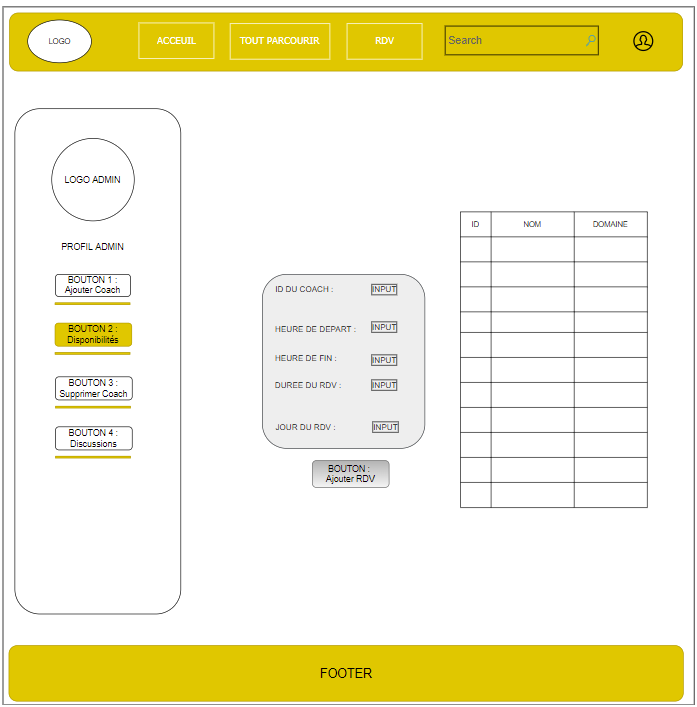 LOGO
ACCEUIL
TOUT PARCOURIR
RDV
Search
LOGO ADMIN
PROFIL ADMIN
BOUTON 1 :
Ajouter Coach
BOUTON 2 :
Disponibilités
BOUTON 3 :
Supprimer Coach
BOUTON 4 :
Discussions
ID DU COACH : INPUT
HEURE DE DEPART : INPUT
HEURE DE FIN : INPUT
DUREE DU RDV : INPUT
JOUR DU RDV : INPUT
BOUTON :
Ajouter RDV
ID NOM DOMAINE
FOOTER